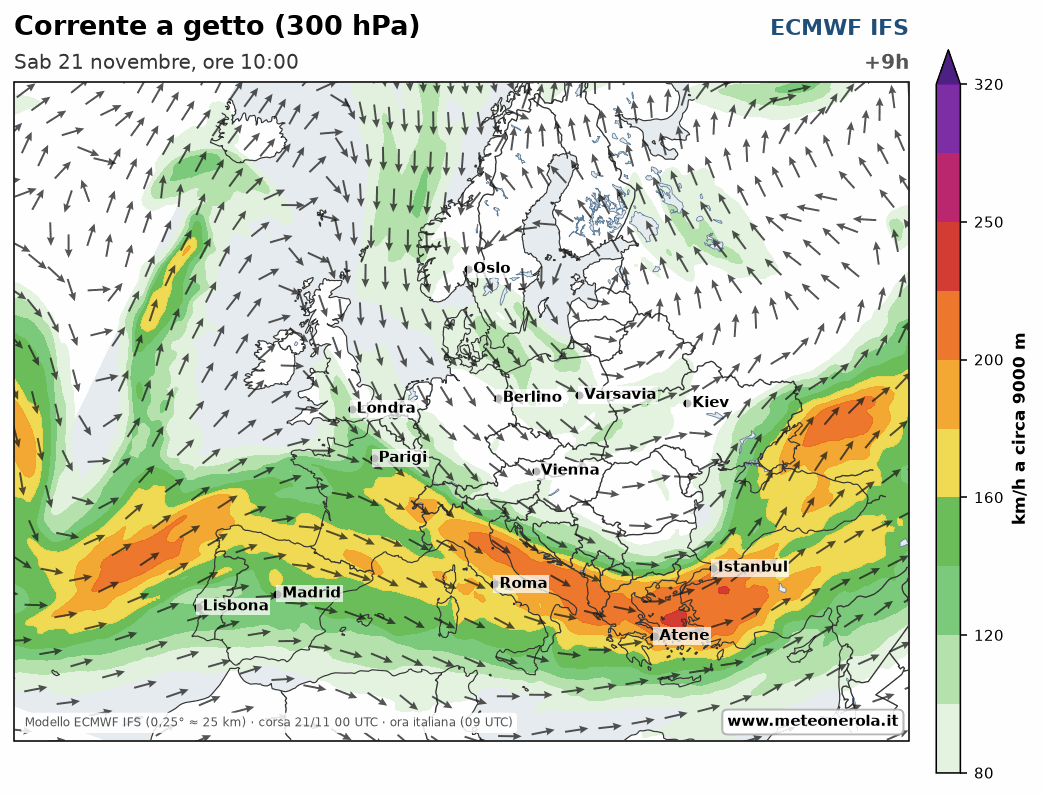 Corrente a getto (300 hPa)
ECMWF IFS
Sab 21 novembre, ore 10:00
+9h
320
250
200
160
120
80
km/h a circa 9000 m
Oslo
Berlino
Varsavia
Kiev
Londra
Parigi
Vienna
Istanbul
Roma
Madrid
Lisbona
Atene
Modello ECMWF IFS (0,25° ≈ 25 km) · corsa 21/11 00 UTC · ora italiana (09 UTC)
www.meteonerola.it